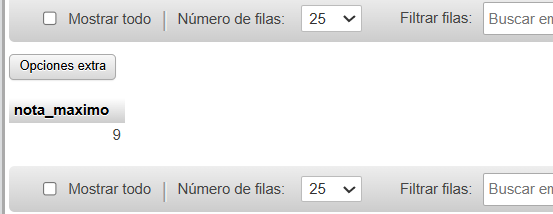 Mostrar todo | Número de filas: 25 Filtrar filas: Buscar en
Opciones extra
nota_maximo
9
Mostrar todo | Número de filas: 25 Filtrar filas: Buscar en